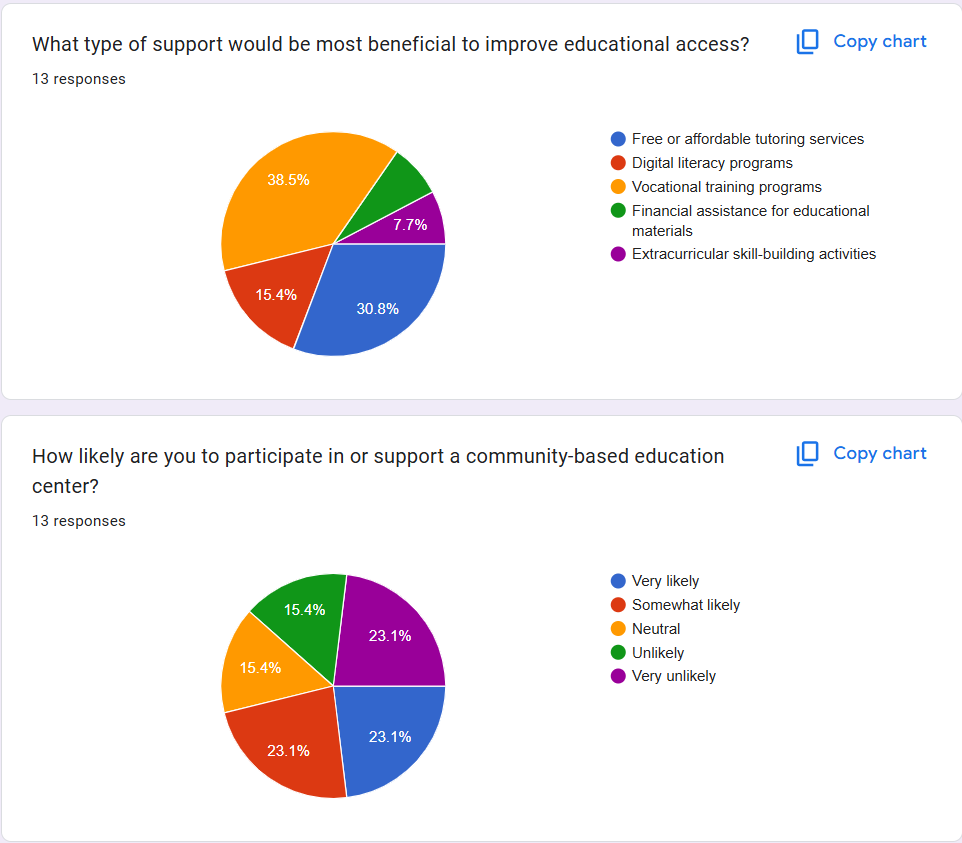 What type of support would be most beneficial to improve educational access?
Copy chart
13 responses
38.5%
7.7%
15.4%
30.8%
Free or affordable tutoring services
Digital literacy programs
Vocational training programs
Financial assistance for educational
materials
Extracurricular skill-building activities
How likely are you to participate in or support a community-based education
center?
Copy chart
13 responses
15.4%
23.1%
15.4%
23.1%
23.1%
Very likely
Somewhat likely
Neutral
Unlikely
Very unlikely